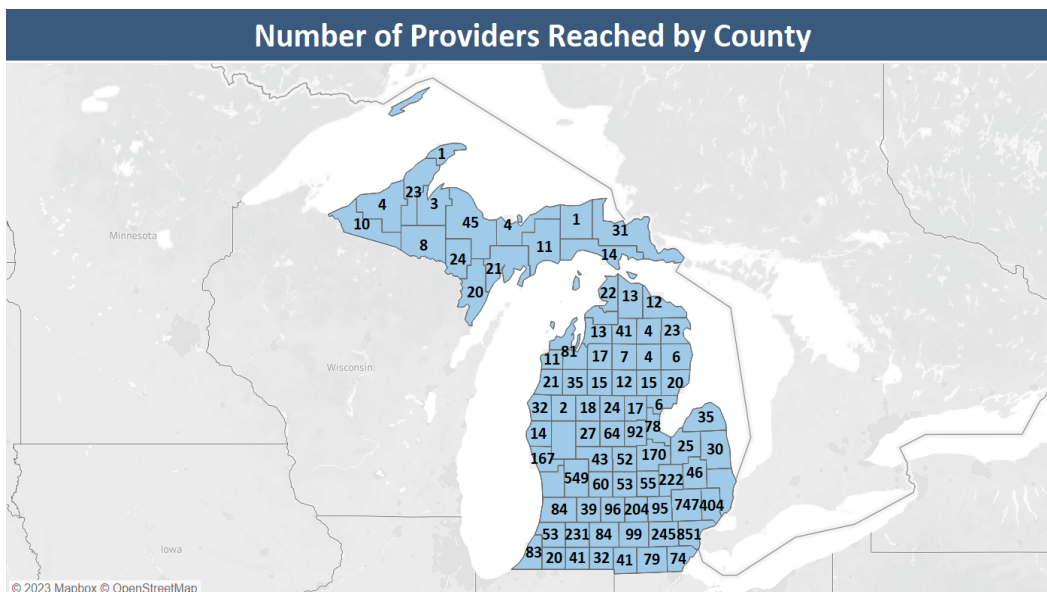 Number of Providers Reached by County
1
23
4 3
45 4 1
10 31
8 11 14
24 21
20
Minnesota
22 13 12
13 41 4 23
81
11 17 7 4 6
Wisconsin
21 35 15 12 15 20
32 2 18 24 17 6
35
14 27 64 92 78
25 30
167 43 52 170
549 60 53 55 222 46
84 39 96 204 95 747 404
53 231 84 99 245 851
Iowa
83 20 41 32 41 79 74
© 2023 Mapbox © OpenStreetMap